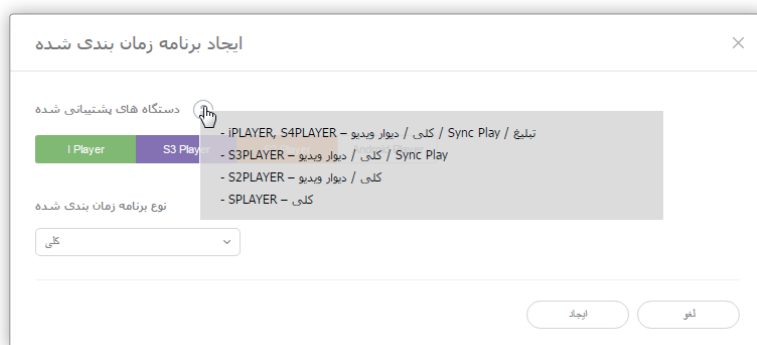 ایجاد برنامه زمان بندی شده
دستگاه های پشتیبانی شده
- iPLAYER, S4PLAYER – تبلیغ / Sync Play / کلی / دیوار ویدیو
- S3PLAYER – کلی / دیوار ویدیو / Sync Play
- S2PLAYER – کلی / دیوار ویدیو
- SPLAYER – کلی
I Player
S3 Player
نوع برنامه زمان بندی شده
کلی
ایجاد
لغو